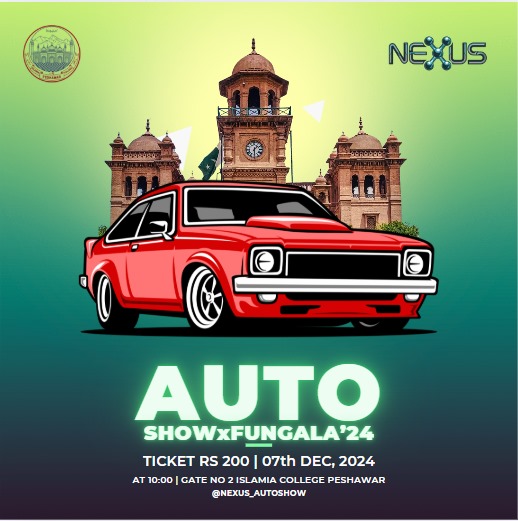 NEXUS
AUTO
SHOWxFUNGALA'24
TICKET RS 200 | 07th DEC, 2024
AT 10:00 | GATE NO 2 ISLAMIA COLLEGE PESHAWAR
@NEXUS_AUTOSHOW